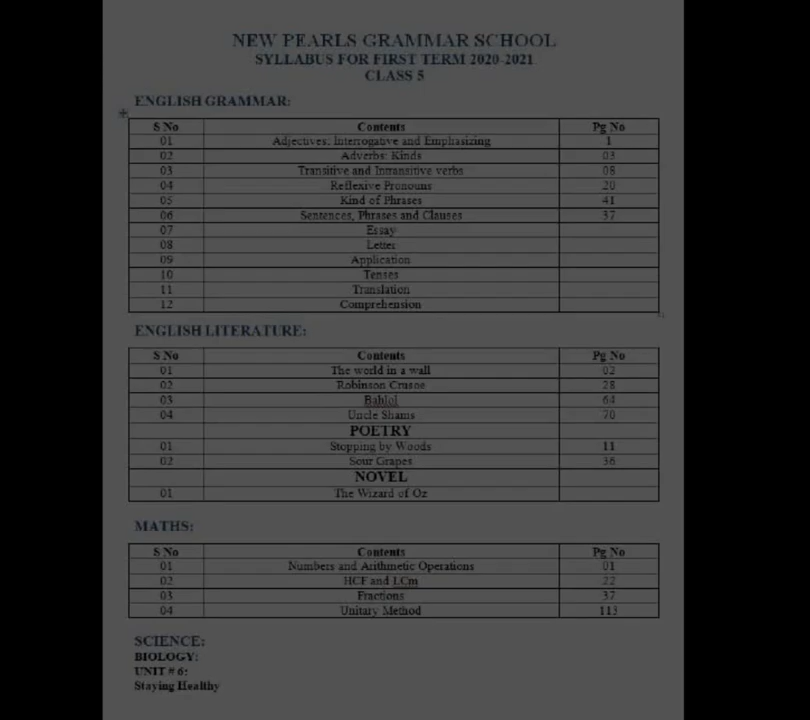 NEW PEARLS GRAMMAR SCHOOL
SYLLABUS FOR FIRST TERM 2020-2021
CLASS 5
ENGLISH GRAMMAR:
S No Contents Pg No
01 Adjectives: Interrogative and Emphasizing 1
02 Adverbs: Kinds 03
03 Transitive and Intransitive verbs 08
04 Reflexive Pronouns 20
05 Kind of Phrases 41
06 Sentences, Phrases and Clauses 37
07 Essay
08 Letter
09 Application
10 Tenses
11 Translation
12 Comprehension
ENGLISH LITERATURE:
S No Contents Pg No
01 The world in a wall 02
02 Robinson Crusoe 28
03 Bahlol 64
04 Uncle Shams 70
POETRY
01 Stopping by Woods 11
02 Sour Grapes 36
NOVEL
01 The Wizard of Oz
MATHS:
S No Contents Pg No
01 Numbers and Arithmetic Operations 01
02 HCF and LCm 22
03 Fractions 37
04 Unitary Method 113
SCIENCE:
BIOLOGY:
UNIT # 6:
Staying Healthy